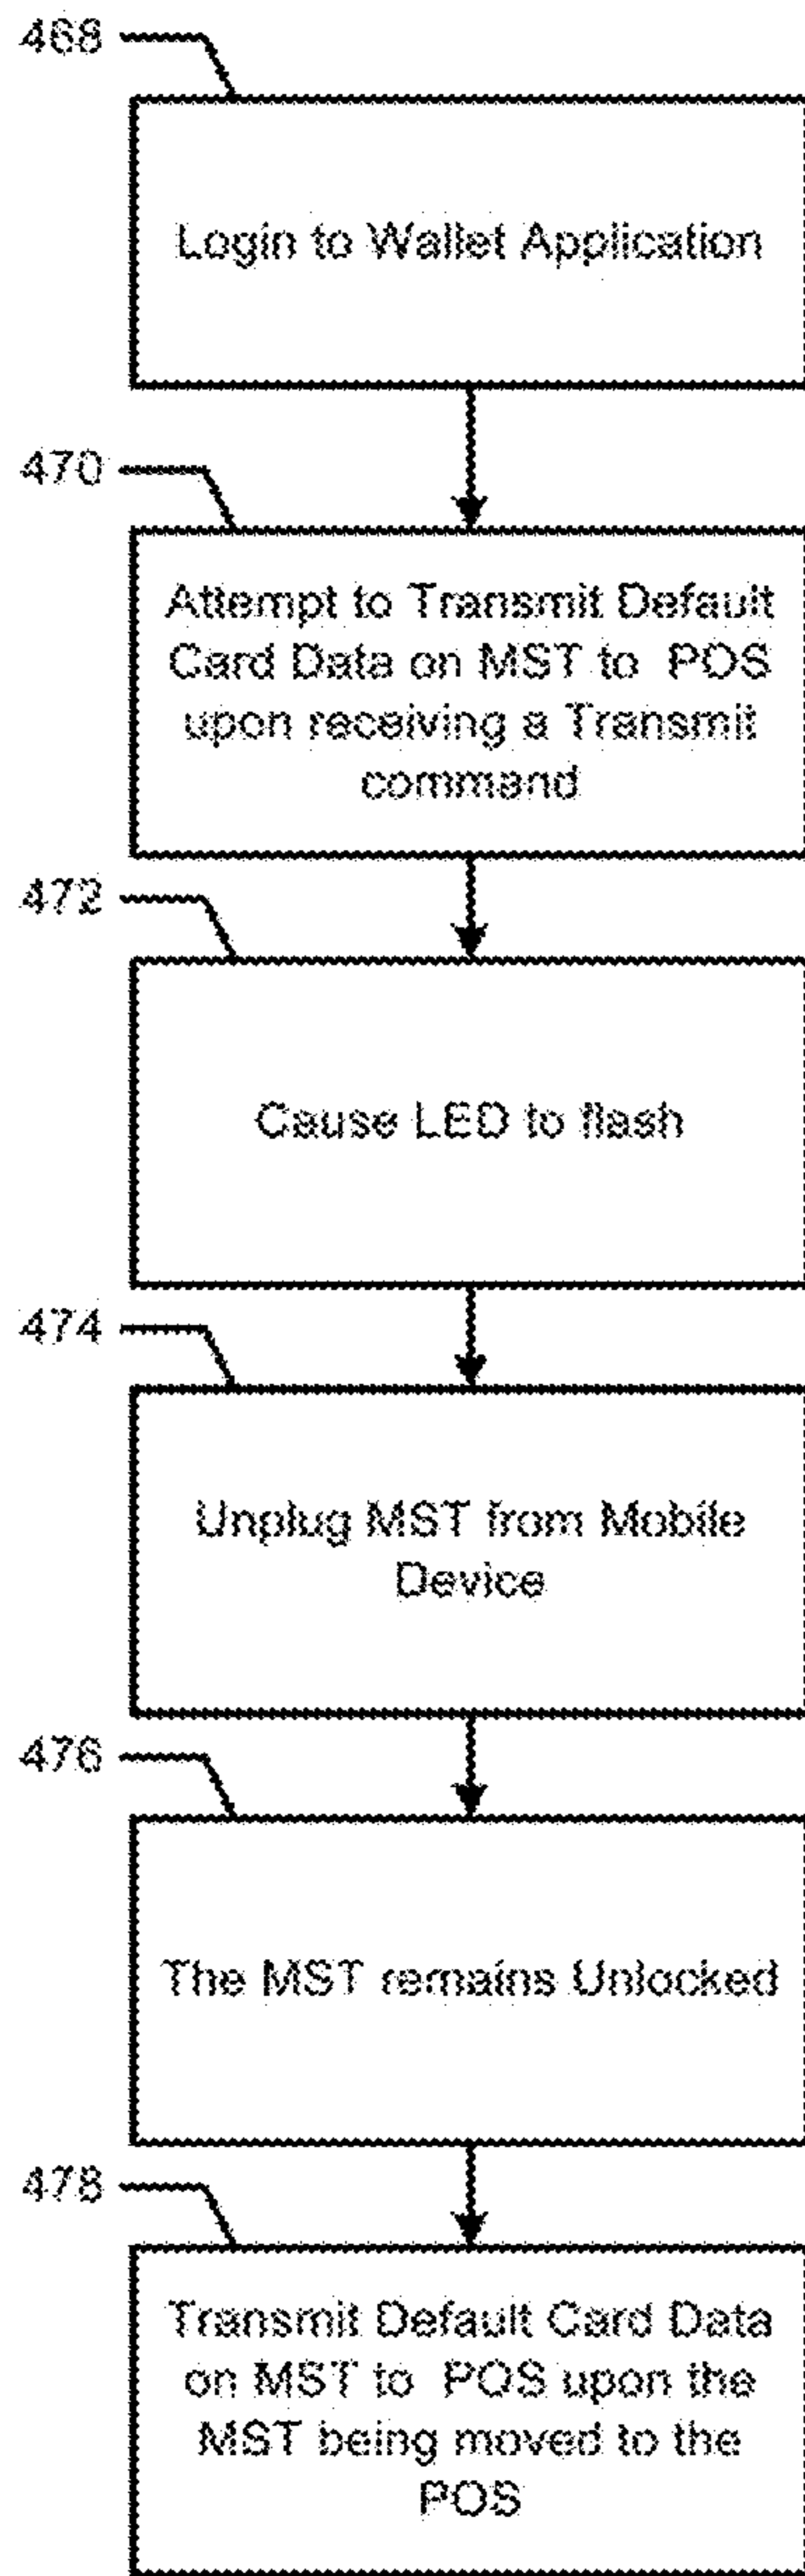 468
Login to Wallet Application
470
Attempt to Transmit Default
Card Data on MST to POS
upon receiving a Transmit
command
472
Cause LED to flash
474
Unplug MST from Mobile
Device
476
The MST remains Unlocked
478
Transmit Default Card Data
on MST to POS upon the
MST being moved to the
POS